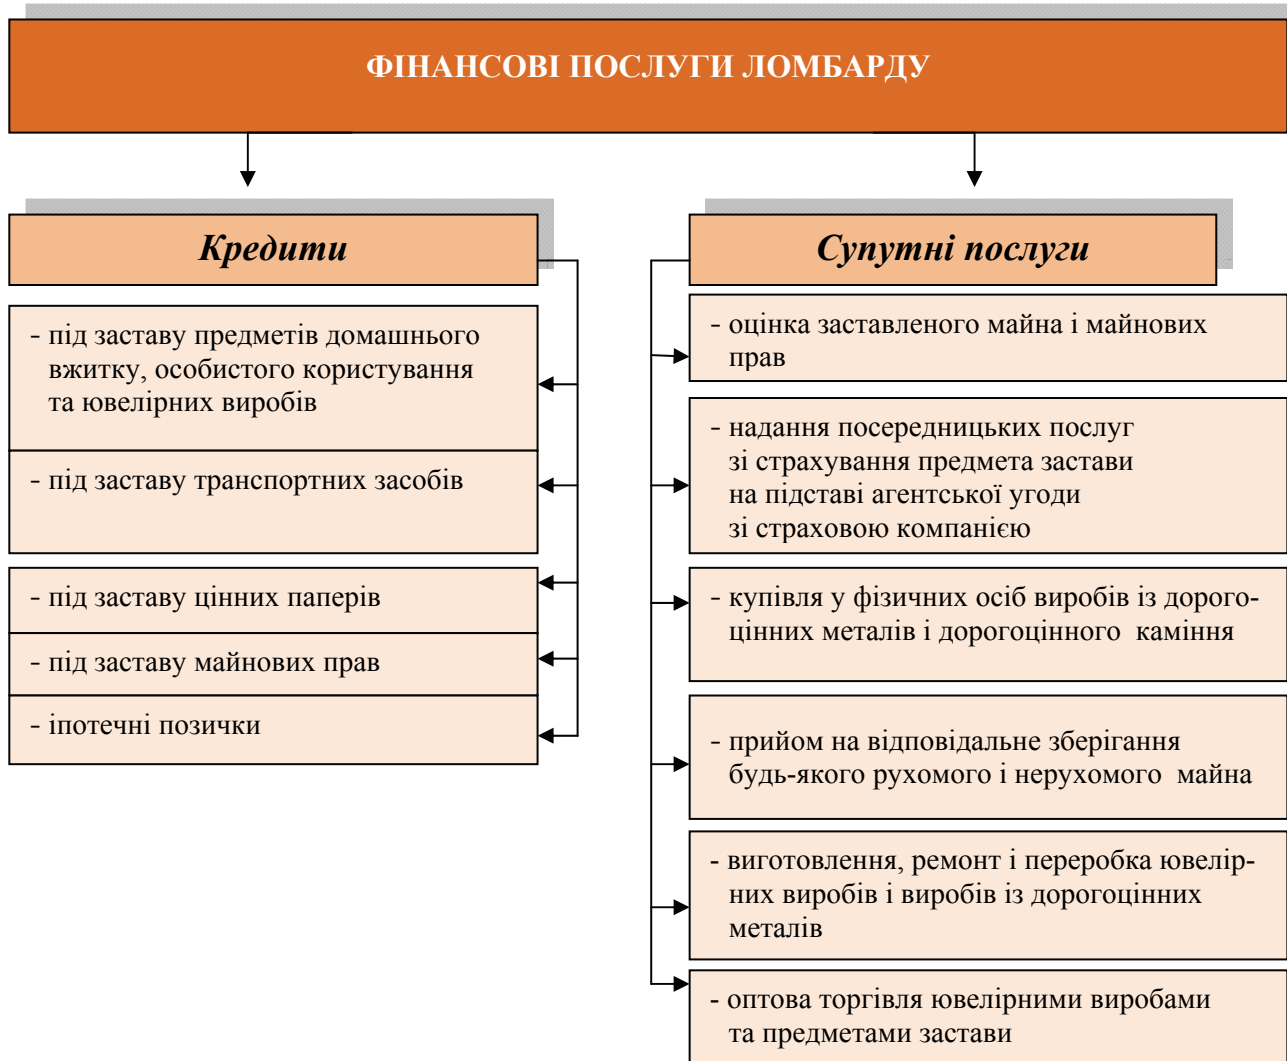 ФІНАНСОВІ ПОСЛУГИ ЛОМБАРДУ
Кредити
- під заставу предметів домашнього
вжитку, особистого користування
та ювелірних виробів
- під заставу транспортних засобів
- під заставу цінних паперів
- під заставу майнових прав
- іпотечні позички
Супутні послуги
- оцінка заставленого майна і майнових
прав
- надання посередницьких послуг
зі страхування предмета застави
на підставі агентської угоди
зі страховою компанією
- купівля у фізичних осіб виробів із дорого-
цінних металів і дорогоцінного каміння
- прийом на відповідальне зберігання
будь-якого рухомого і нерухомого майна
- виготовлення, ремонт і переробка ювелір-
них виробів і виробів із дорогоцінних
металів
- оптова торгівля ювелірними виробами
та предметами застави